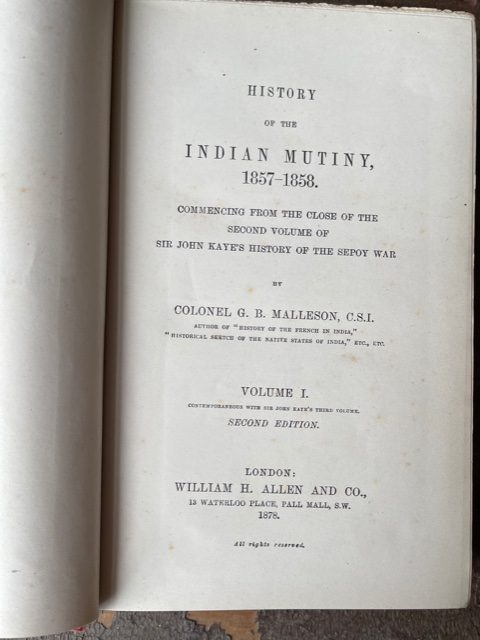 HISTORY
OF THE
INDIAN MUTINY,
1857-1858.
COMMENCING FROM THE CLOSE OF THE
SECOND VOLUME OF
SIR JOHN KAYE'S HISTORY OF THE SEPOY WAR
BY
COLONEL G. B. MALLESON, C.S.I.
AUTHOR OF "HISTORY OF THE FRENCH IN INDIA,"
"HISTORICAL SKETCH OF THE NATIVE STATES OF INDIA," ETC., ETC.
VOLUME I.
CONTEMPORANEOUS WITH SIR JOHN KAYE'S THIRD VOLUME.
SECOND EDITION.
LONDON:
WILLIAM H. ALLEN AND CO.,
13 WATERLOO PLACE, PALL MALL, S.W.
1878.
All rights reserved.